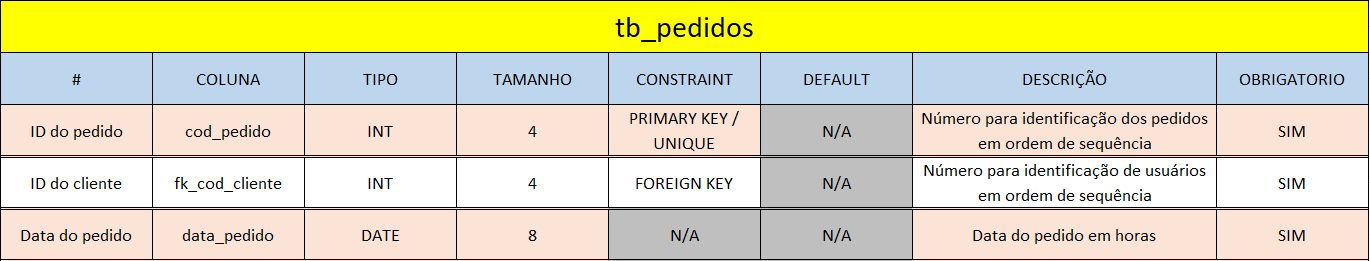 tb_pedidos
# COLUNA TIPO TAMANHO CONSTRAINT DEFAULT DESCRIÇÃO OBRIGATORIO
ID do pedido cod_pedido INT 4 PRIMARY KEY / UNIQUE N/A Número para identificação dos pedidos em ordem de sequência SIM
ID do cliente fk_cod_cliente INT 4 FOREIGN KEY N/A Número para identificação de usuários em ordem de sequência SIM
Data do pedido data_pedido DATE 8 N/A N/A Data do pedido em horas SIM